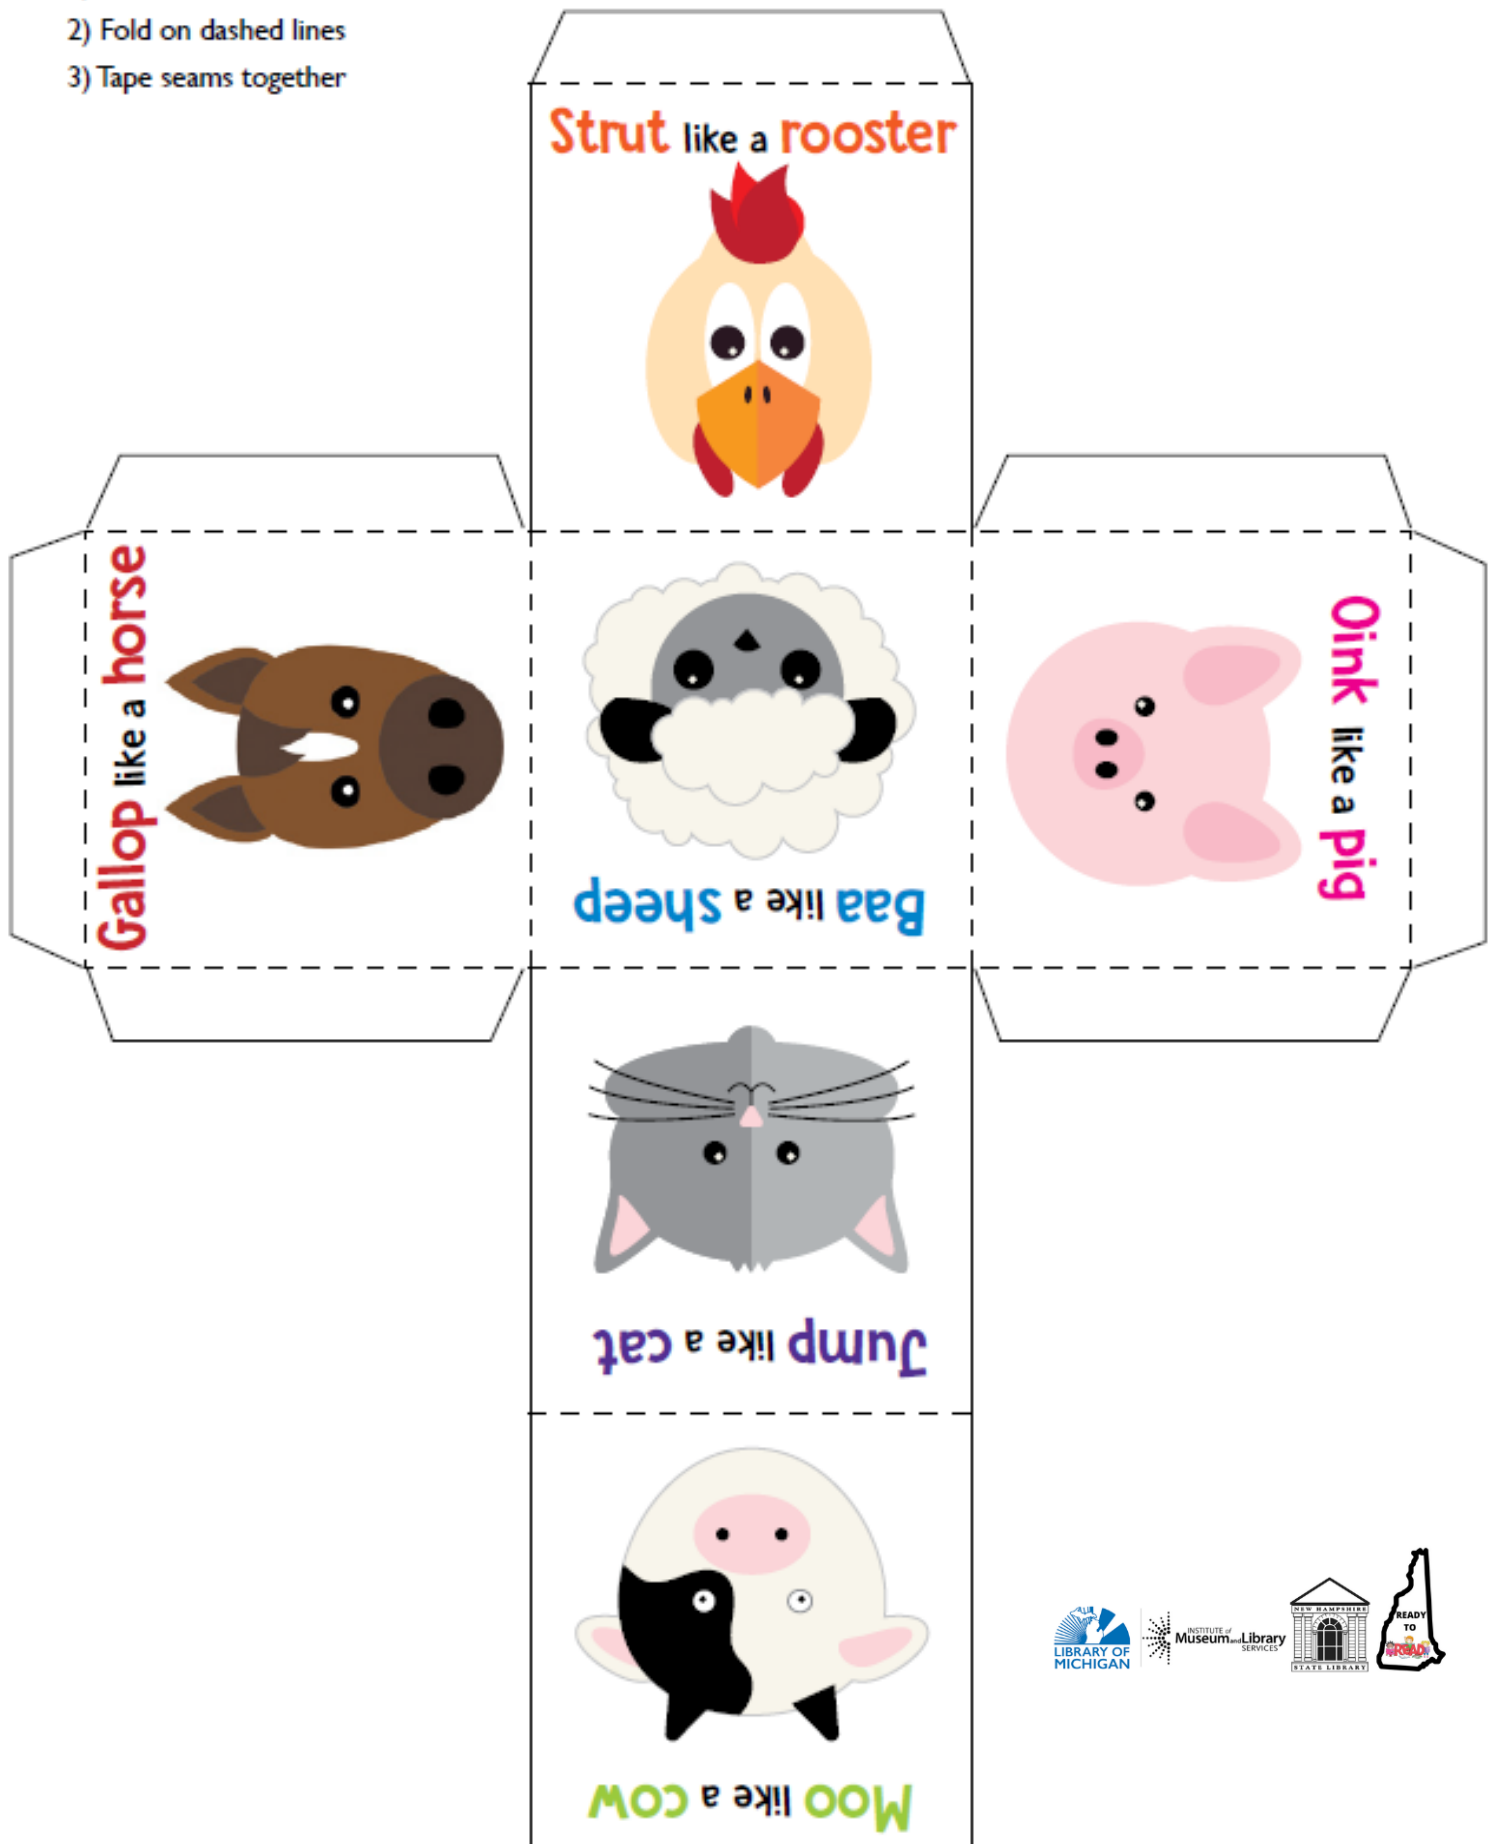 2) Fold on dashed lines
3) Tape seams together
Strut like a rooster
Gallop like a horse
Baa like a sheep
Oink like a pig
Jump like a cat
Moo like a cow
LIBRARY OF
MICHIGAN
INSTITUTE of
Museum and Library
SERVICES
NEW HAMPSHIRE
STATE LIBRARY
READY
TO
READ